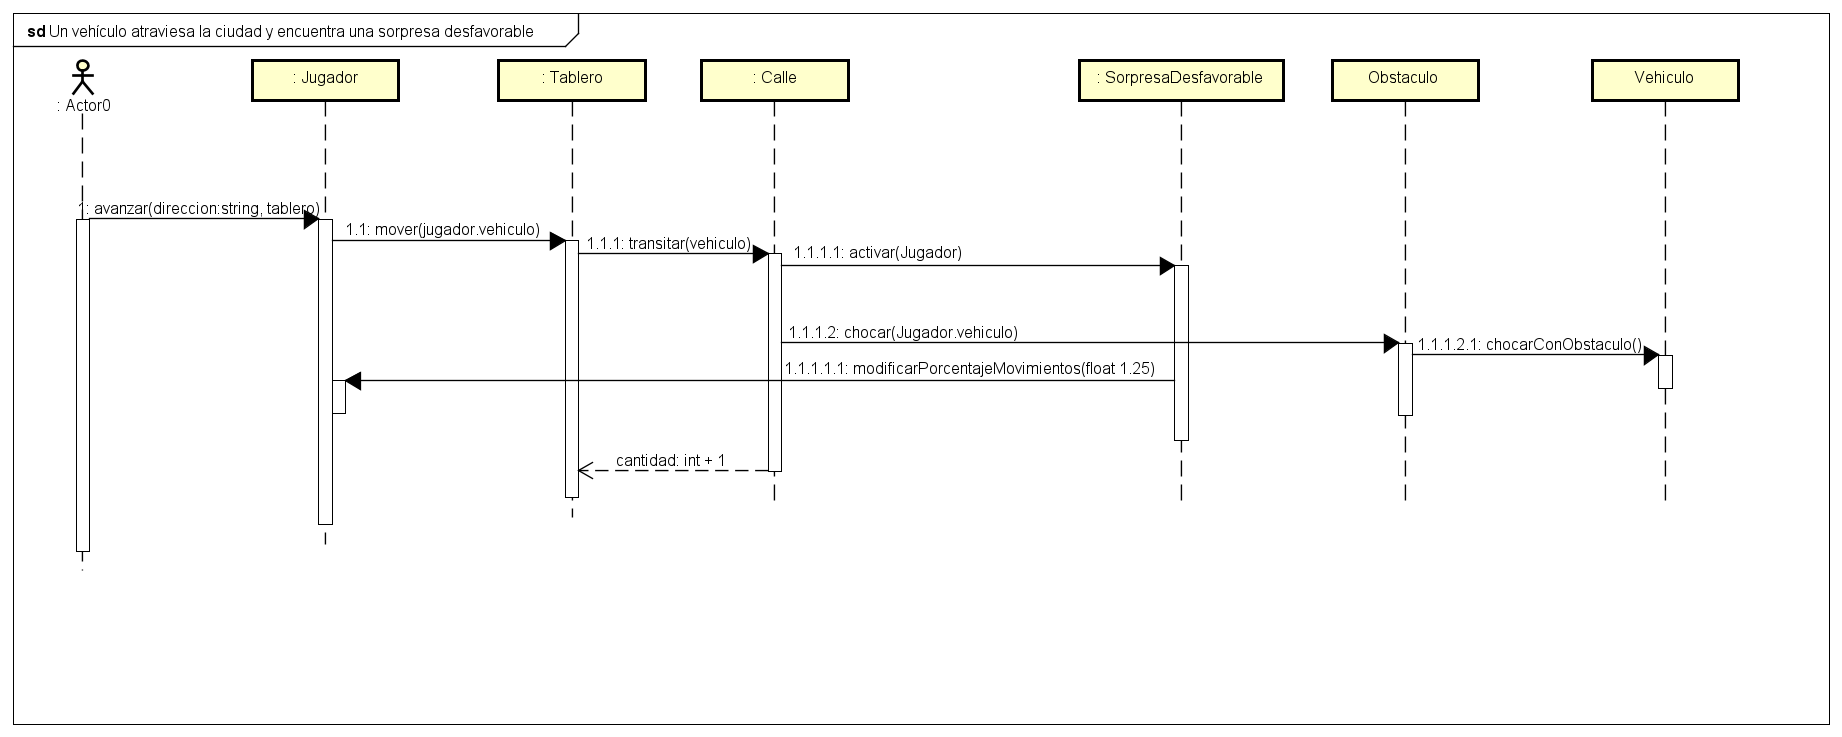 sd Un vehículo atraviesa la ciudad y encuentra una sorpresa desfavorable
: Actor0
: Jugador
: Tablero
: Calle
: SorpresaDesfavorable
Obstaculo
Vehiculo
1: avanzar(direccion:string, tablero)
1.1: mover(jugador.vehiculo)
1.1.1: transitar(vehiculo)
1.1.1.1: activar(Jugador)
1.1.1.2: chocar(Jugador.vehiculo)
1.1.1.2.1: chocarConObstaculo()
1.1.1.1.1: modificarPorcentajeMovimientos(float 1.25)
cantidad: int + 1